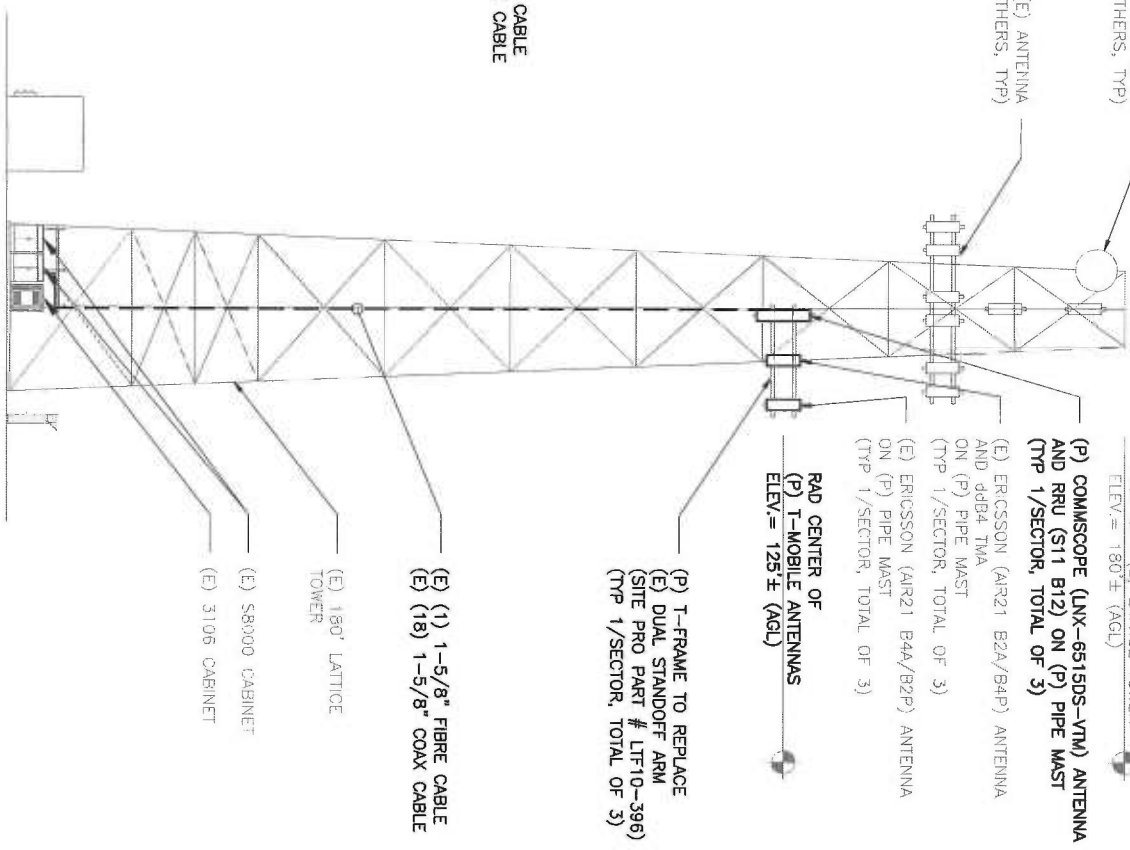 THERS, TYP)
(E) ANTENNA
THERS, TYP)
CABLE
CABLE
ELEV.= 180'± (AGL)
(P) COMMSCOPE (LNX-6515DS-VTM) ANTENNA
AND RRU (S11 B12) ON (P) PIPE MAST
(TYP 1/SECTOR, TOTAL OF 3)
(E) ERICSSON (AIR21 B2A/B4P) ANTENNA
AND ddB4 TMA
ON (P) PIPE MAST
(TYP 1/SECTOR, TOTAL OF 3)
(E) ERICSSON (AIR21 B4A/B2P) ANTENNA
ON (P) PIPE MAST
(TYP 1/SECTOR, TOTAL OF 3)
RAD CENTER OF
(P) T-MOBILE ANTENNAS
ELEV.= 125'± (AGL)
(P) T-FRAME TO REPLACE
(E) DUAL STANDOFF ARM
(SITE PRO PART # LTF10-396)
(TYP 1/SECTOR, TOTAL OF 3)
(E) (1) 1-5/8" FIBRE CABLE
(E) (18) 1-5/8" COAX CABLE
(E) 180' LATTICE
TOWER
(E) S8000 CABINET
(E) 3106 CABINET